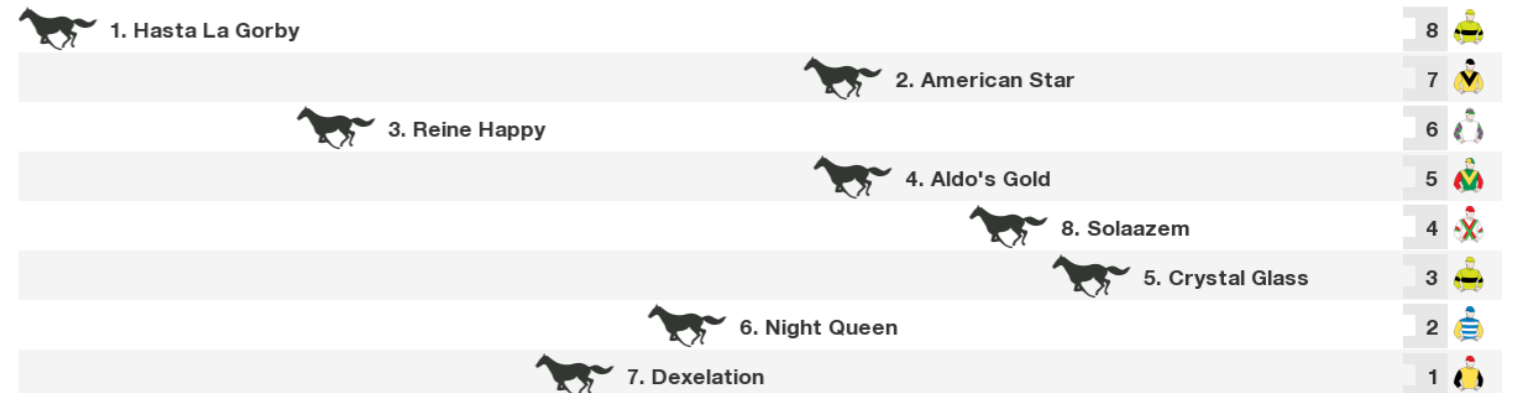 1. Hasta La Gorby 8
2. American Star 7
3. Reine Happy 6
4. Aldo's Gold 5
8. Solaazem 4
5. Crystal Glass 3
6. Night Queen 2
7. Dexelation 1